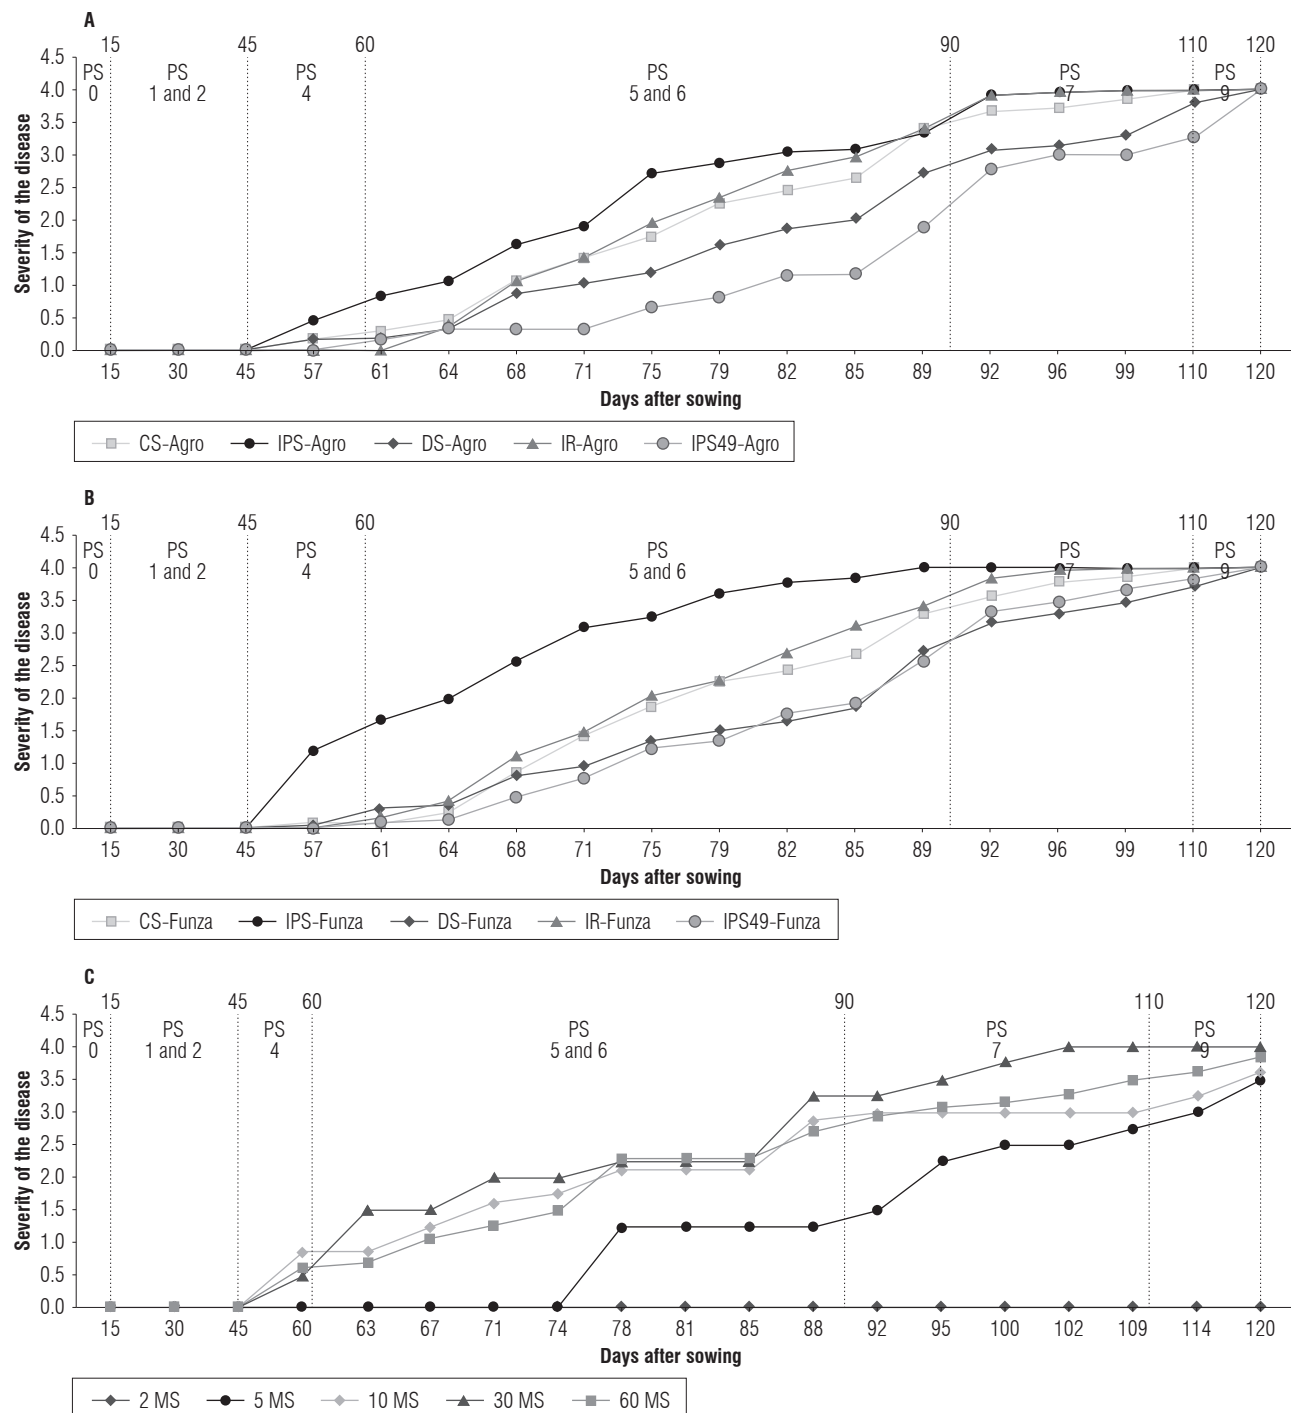 A
15 45 60 90 110 120
PS PS PS PS PS PS
0 1 and 2 4 5 and 6 7 9
4.5
4.0
3.5
3.0
2.5
2.0
1.5
1.0
0.5
0.0
Severity of the disease
15 30 45 57 61 64 68 71 75 79 82 85 89 92 96 99 110 120
Days after sowing
CS-Agro IPS-Agro DS-Agro IR-Agro IPS49-Agro
B
15 45 60 90 110 120
PS PS PS PS PS PS
0 1 and 2 4 5 and 6 7 9
4.5
4.0
3.5
3.0
2.5
2.0
1.5
1.0
0.5
0.0
Severity of the disease
15 30 45 57 61 64 68 71 75 79 82 85 89 92 96 99 110 120
Days after sowing
CS-Funza IPS-Funza DS-Funza IR-Funza IPS49-Funza
C
15 45 60 90 110 120
PS PS PS PS PS PS
0 1 and 2 4 5 and 6 7 9
4.5
4.0
3.5
3.0
2.5
2.0
1.5
1.0
0.5
0.0
Severity of the disease
15 30 45 60 63 67 71 74 78 81 85 88 92 95 100 102 109 114 120
Days after sowing
2 MS 5 MS 10 MS 30 MS 60 MS